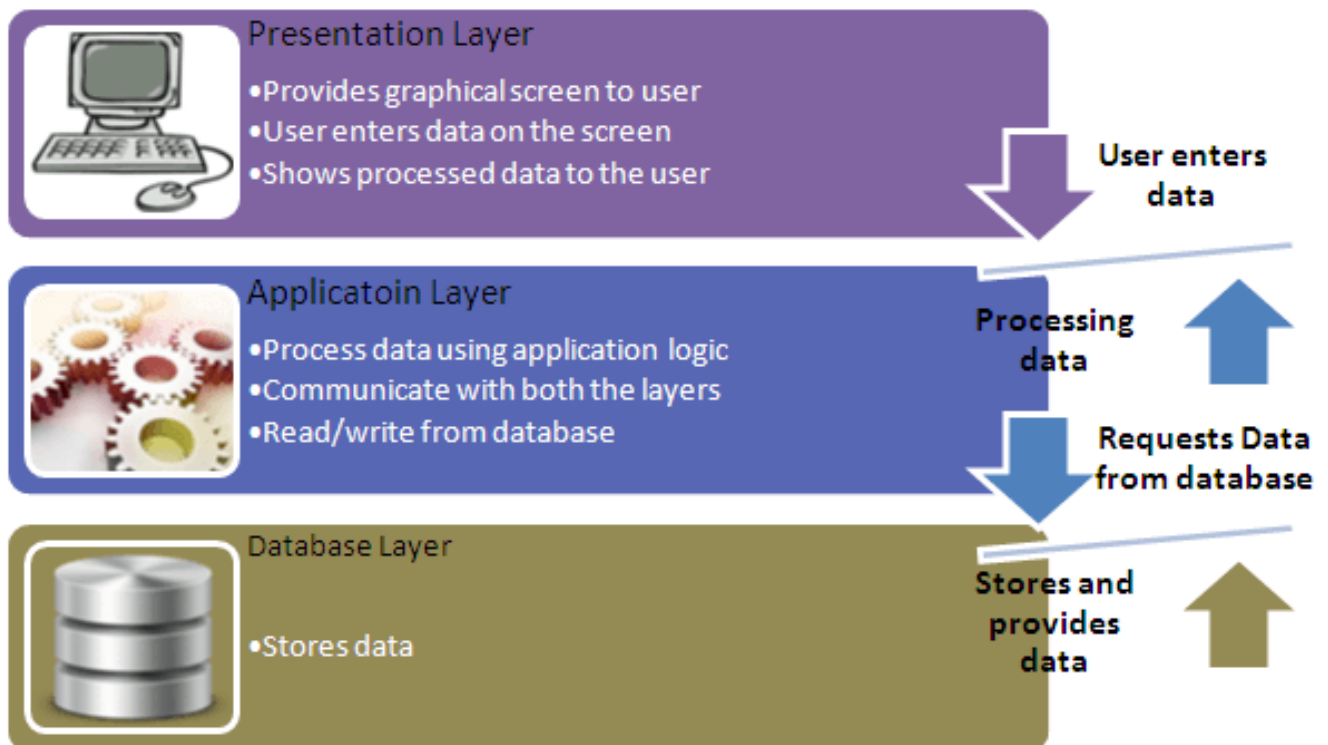 Presentation Layer
•Provides graphical screen to user
•User enters data on the screen
•Shows processed data to the user
User enters
data
Applicatoin Layer
•Process data using application logic
•Communicate with both the layers
•Read/write from database
Processing
data
Requests Data
from database
Database Layer
•Stores data
Stores and
provides
data